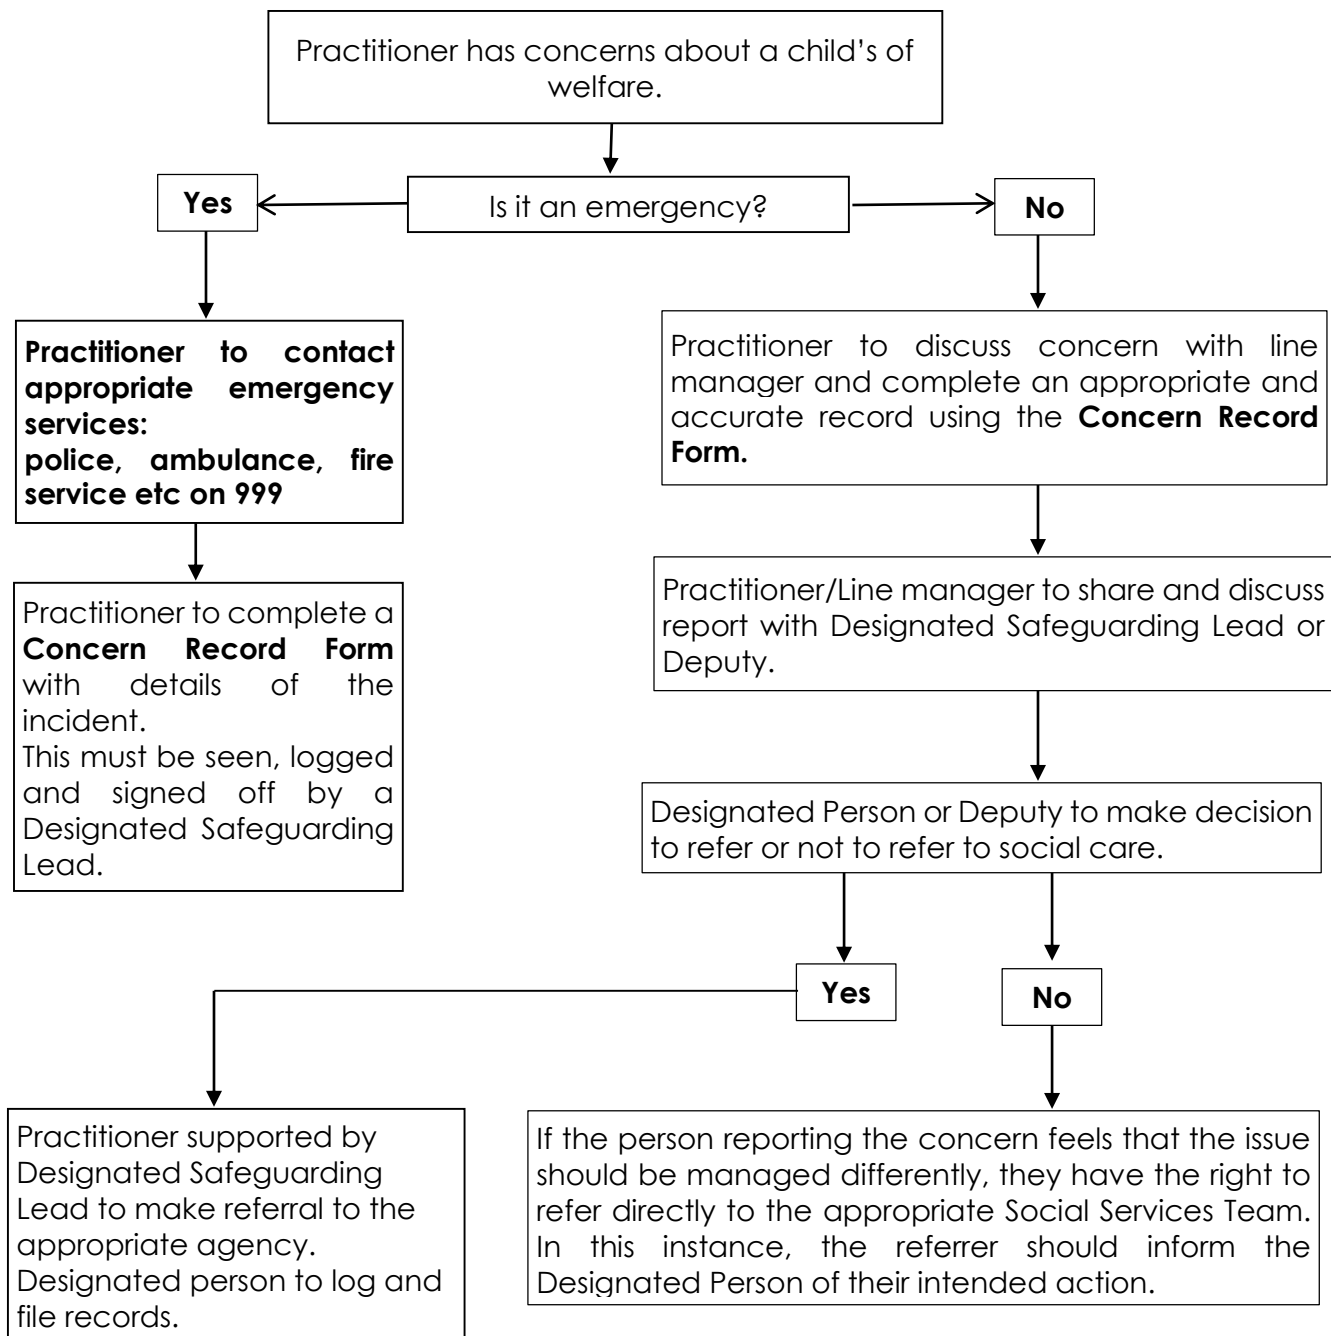 Practitioner has concerns about a child’s of
welfare.
Is it an emergency?
Yes
No
Practitioner to contact
appropriate emergency
services:
police, ambulance, fire
service etc on 999
Practitioner to complete a
Concern Record Form
with details of the
incident.
This must be seen, logged
and signed off by a
Designated Safeguarding
Lead.
Practitioner to discuss concern with line
manager and complete an appropriate and
accurate record using the Concern Record
Form.
Practitioner/Line manager to share and discuss
report with Designated Safeguarding Lead or
Deputy.
Designated Person or Deputy to make decision
to refer or not to refer to social care.
Yes
No
Practitioner supported by
Designated Safeguarding
Lead to make referral to the
appropriate agency.
Designated person to log and
file records.
If the person reporting the concern feels that the issue
should be managed differently, they have the right to
refer directly to the appropriate Social Services Team.
In this instance, the referrer should inform the
Designated Person of their intended action.